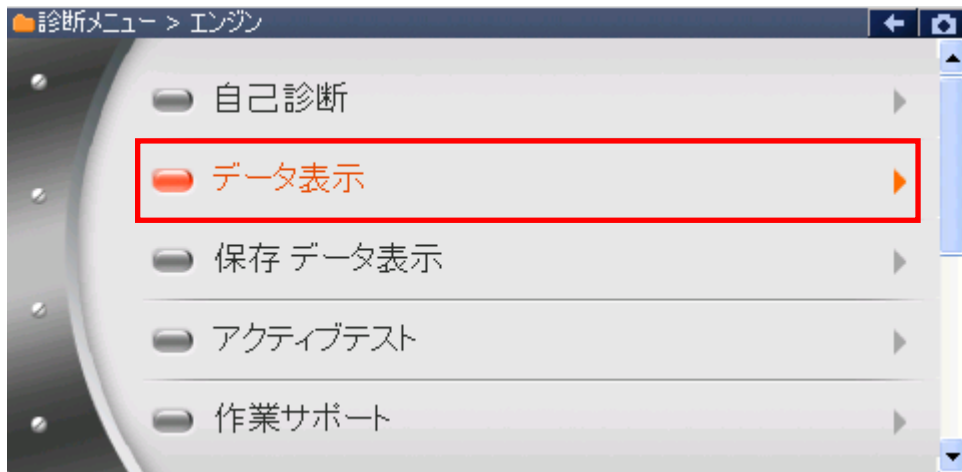 診断メニュー > エンジン
自己診断
データ表示
保存 データ表示
アクティブテスト
作業サポート